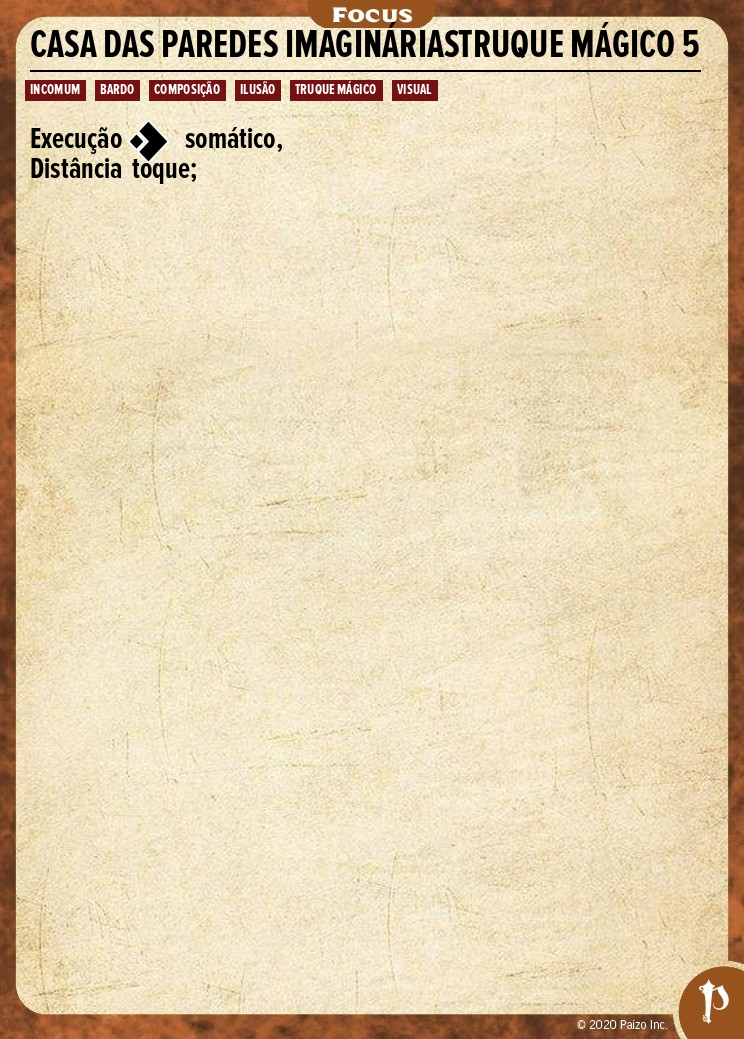 Focus
CASA DAS PAREDES IMAGINÁRIASTRUQUE MÁGICO 5
INCOMUM BARDO COMPOSIÇÃO ILUSÃO TRUQUE MÁGICO VISUAL
Execução somático,
Distância toque;
© 2020 Paizo Inc.